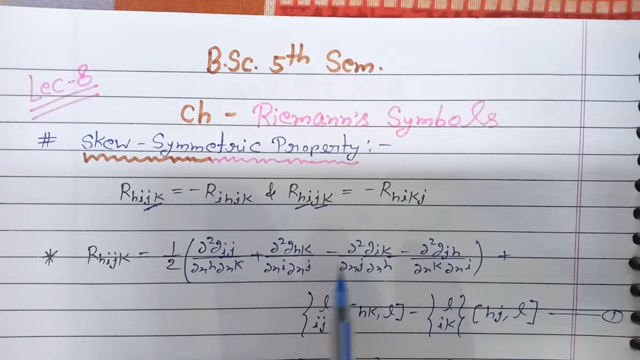 B.Sc. 5th Sem.
Lec-8
Ch - Riemann's Symbols
# Skew-Symmetric Property:-
R_hijk = -R_ihjk & R_hijk = -R_hikj
* R_hijk = 1/2 (∂²g_ij/∂x^h∂x^k + ∂²g_hk/∂x^i∂x^j - ∂²g_ik/∂x^j∂x^h - ∂²g_jh/∂x^k∂x^i) +
{l ij} [hk, l] - {l ik} [hj, l] —— ①